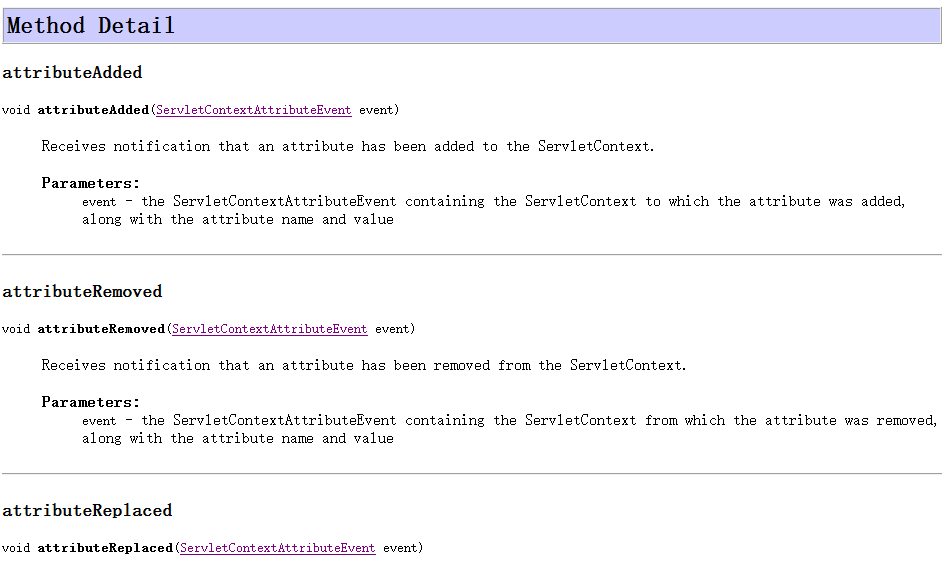 Method Detail
attributeAdded
void attributeAdded(ServletContextAttributeEvent event)
Receives notification that an attribute has been added to the ServletContext.
Parameters:
event - the ServletContextAttributeEvent containing the ServletContext to which the attribute was added,
along with the attribute name and value
attributeRemoved
void attributeRemoved(ServletContextAttributeEvent event)
Receives notification that an attribute has been removed from the ServletContext.
Parameters:
event - the ServletContextAttributeEvent containing the ServletContext from which the attribute was removed,
along with the attribute name and value
attributeReplaced
void attributeReplaced(ServletContextAttributeEvent event)